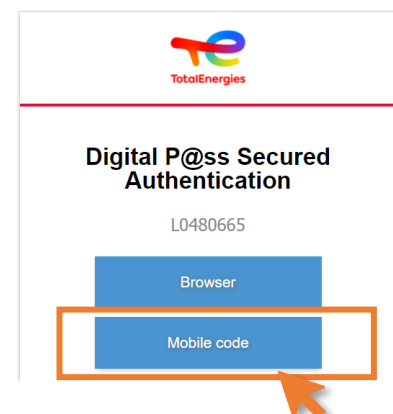 TotalEnergies
Digital P@ss Secured
Authentication
L0480665
Browser
Mobile code